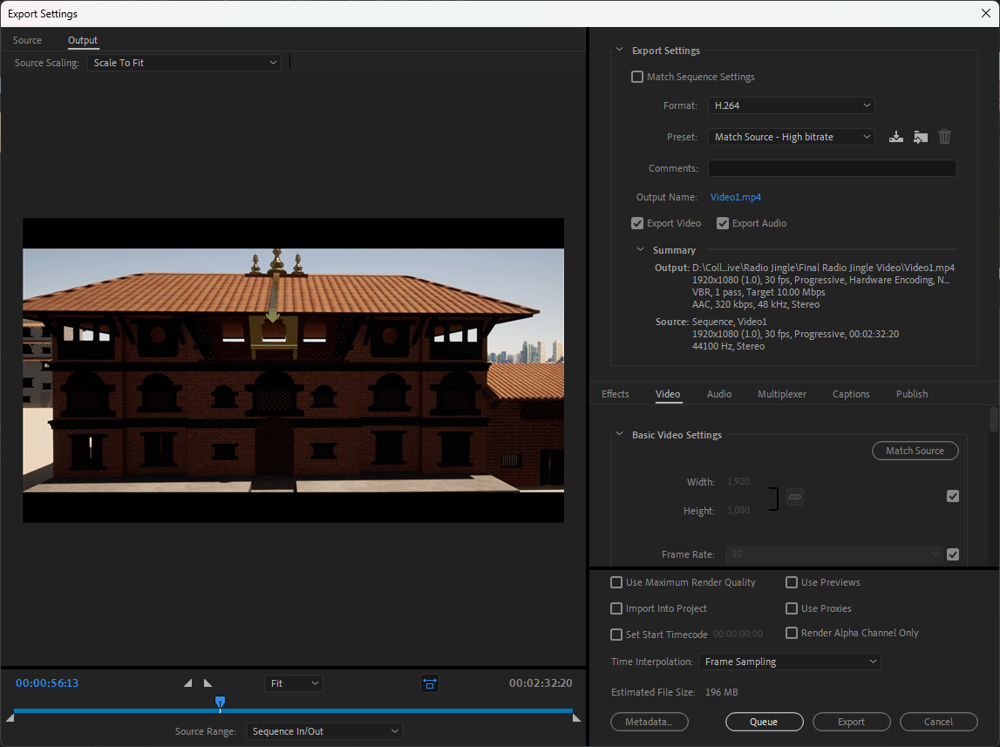 Export Settings
Source
Output
Source Scaling:
Scale To Fit
00:00:56:13
Fit
00:02:32:20
Source Range:
Sequence In/Out
Export Settings
Match Sequence Settings
Format:
H.264
Preset:
Match Source - High bitrate
Comments:
Output Name:
Video1.mp4
Export Video
Export Audio
Summary
Output: D:\Coll...ive\Radio Jingle\Final Radio Jingle Video\Video1.mp4
1920x1080 (1.0), 30 fps, Progressive, Hardware Encoding, N...
VBR, 1 pass, Target 10.00 Mbps
AAC, 320 kbps, 48 kHz, Stereo
Source: Sequence, Video1
1920x1080 (1.0), 30 fps, Progressive, 00:02:32:20
44100 Hz, Stereo
Effects
Video
Audio
Multiplexer
Captions
Publish
Basic Video Settings
Match Source
Width:
1,920
Height:
1,080
Frame Rate:
30
Use Maximum Render Quality
Use Previews
Import Into Project
Use Proxies
Set Start Timecode
00:00:00:00
Render Alpha Channel Only
Time Interpolation:
Frame Sampling
Estimated File Size:
196 MB
Metadata...
Queue
Export
Cancel